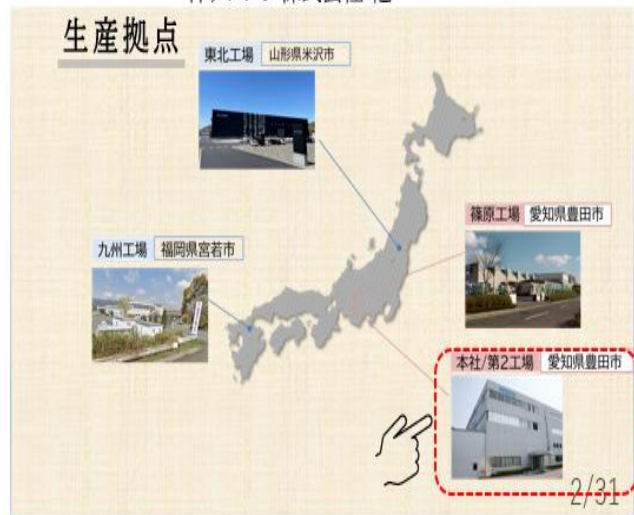 生産拠点
東北工場 山形県米沢市
篠原工場 愛知県豊田市
九州工場 福岡県宮若市
本社/第2工場 愛知県豊田市
2/31